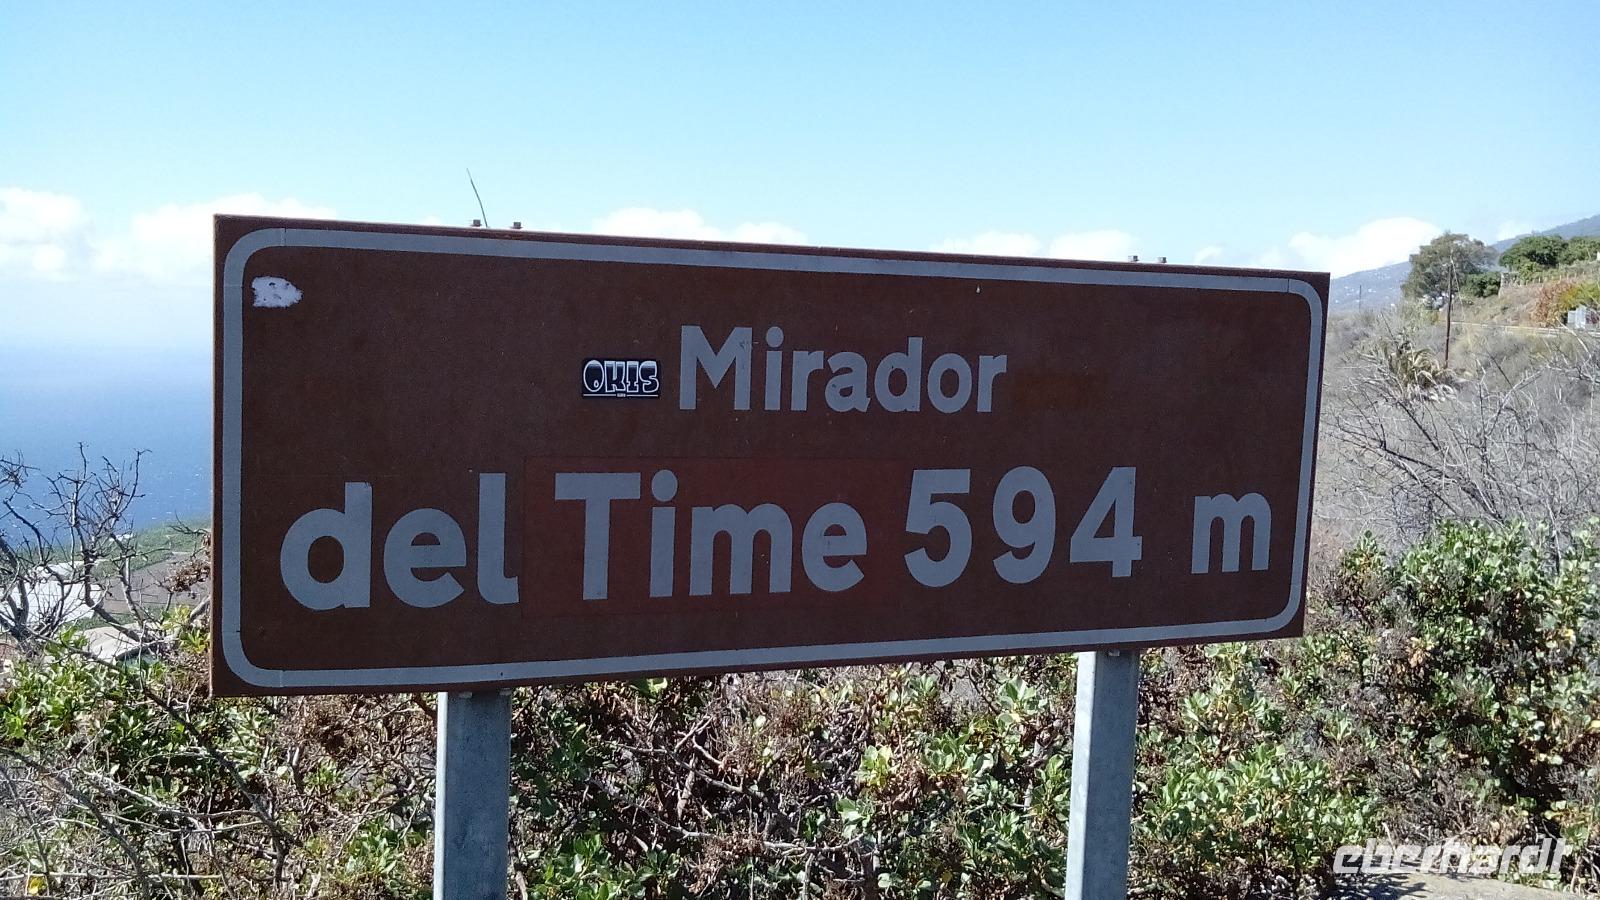 OKIS
Mirador
del Time 594 m
eberhardt